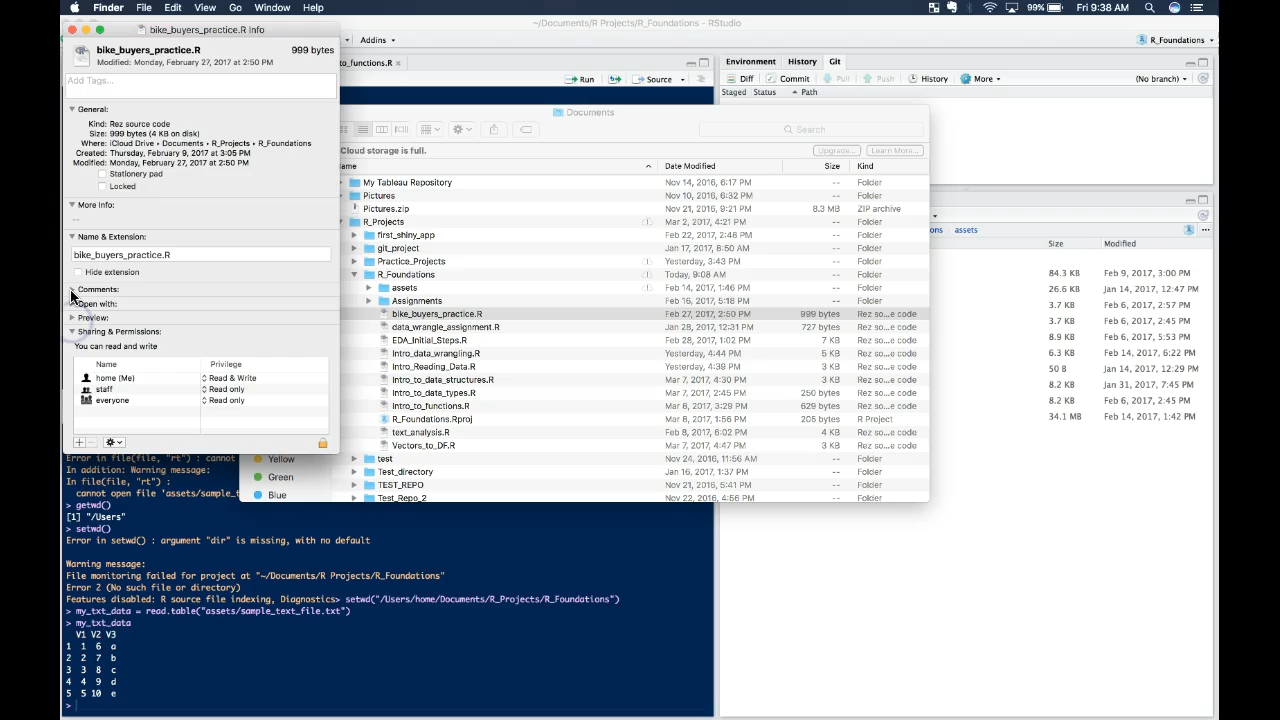 Finder File Edit View Go Window Help
99% Fri 9:38 AM
~/Documents/R Projects/R_Foundations - RStudio
Addins
R_Foundations
to_functions.R
Run
Source
bike_buyers_practice.R Info
bike_buyers_practice.R 999 bytes
Modified: Monday, February 27, 2017 at 2:50 PM
Add Tags...
General:
Kind: Rez source code
Size: 999 bytes (4 KB on disk)
Where: iCloud Drive ▸ Documents ▸ R_Projects ▸ R_Foundations
Created: Thursday, February 9, 2017 at 3:05 PM
Modified: Monday, February 27, 2017 at 2:50 PM
Stationery pad
Locked
More Info:
--
Name & Extension:
bike_buyers_practice.R
Hide extension
Comments:
Open with:
Preview:
Sharing & Permissions:
You can read and write
Name Privilege
home (Me) Read & Write
staff Read only
everyone Read only
Documents
Search
Cloud storage is full.
Upgrade... Learn More...
ame Date Modified Size Kind
My Tableau Repository Nov 14, 2016, 6:17 PM -- Folder
Pictures Nov 10, 2016, 6:32 PM -- Folder
Pictures.zip Nov 21, 2016, 9:21 PM 8.3 MB ZIP archive
R_Projects Mar 2, 2017, 4:21 PM -- Folder
first_shiny_app Feb 22, 2017, 2:48 PM -- Folder
git_project Jan 17, 2017, 8:50 AM -- Folder
Practice_Projects Yesterday, 3:43 PM -- Folder
R_Foundations Today, 9:08 AM -- Folder
assets Feb 14, 2017, 1:46 PM -- Folder
Assignments Feb 16, 2017, 5:18 PM -- Folder
bike_buyers_practice.R Feb 27, 2017, 2:50 PM 999 bytes Rez so...e code
data_wrangle_assignment.R Jan 28, 2017, 12:31 PM 727 bytes Rez so...e code
EDA_Initial_Steps.R Feb 28, 2017, 1:02 PM 7 KB Rez so...e code
Intro_data_wrangling.R Yesterday, 4:44 PM 5 KB Rez so...e code
Intro_Reading_Data.R Yesterday, 4:39 PM 3 KB Rez so...e code
Intro_to_data_structures.R Mar 7, 2017, 4:30 PM 3 KB Rez so...e code
Intro_to_data_types.R Mar 7, 2017, 2:45 PM 250 bytes Rez so...e code
Intro_to_functions.R Mar 8, 2017, 3:29 PM 629 bytes Rez so...e code
R_Foundations.Rproj Mar 8, 2017, 1:56 PM 205 bytes R Project
text_analysis.R Feb 8, 2017, 6:02 PM 4 KB Rez so...e code
Vectors_to_DF.R Mar 7, 2017, 4:47 PM 3 KB Rez so...e code
test Nov 24, 2016, 11:56 AM -- Folder
Test_directory Jan 16, 2017, 1:37 PM -- Folder
TEST_REPO Nov 21, 2016, 5:41 PM -- Folder
Test_Repo_2 Nov 22, 2016, 4:56 PM -- Folder
Yellow
Green
Blue
Environment History Git
Diff Commit Pull Push History More (No branch)
Staged Status Path
ons assets
Size Modified
84.3 KB Feb 9, 2017, 3:00 PM
26.6 KB Jan 14, 2017, 12:47 PM
3.7 KB Feb 6, 2017, 2:57 PM
3.7 KB Feb 6, 2017, 2:45 PM
8.9 KB Feb 6, 2017, 5:53 PM
6.3 KB Feb 14, 2017, 6:22 PM
50 B Feb 14, 2017, 12:29 PM
8.2 KB Jan 31, 2017, 7:45 PM
8.2 KB Feb 6, 2017, 2:45 PM
34.1 MB Feb 14, 2017, 1:42 PM
Error in file(file, "rt") : cannot
In addition: Warning message:
In file(file, "rt") :
cannot open file 'assets/sample_t
> getwd()
[1] "/Users"
> setwd()
Error in setwd() : argument "dir" is missing, with no default
Warning message:
File monitoring failed for project at "~/Documents/R Projects/R_Foundations"
Error 2 (No such file or directory)
Features disabled: R source file indexing, Diagnostics> setwd("/Users/home/Documents/R_Projects/R_Foundations")
> my_txt_data = read.table("assets/sample_text_file.txt")
> my_txt_data
V1 V2 V3
1 1 6 a
2 2 7 b
3 3 8 c
4 4 9 d
5 5 10 e
>